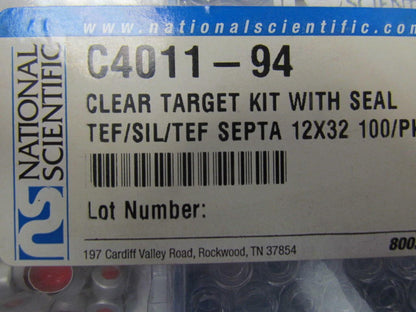 www.nationalscientific.com
NATIONAL
SCIENTIFIC
C4011-94
CLEAR TARGET KIT WITH SEAL
TEF/SIL/TEF SEPTA 12X32 100/PK
Lot Number:
197 Cardiff Valley Road, Rockwood, TN 37854
800